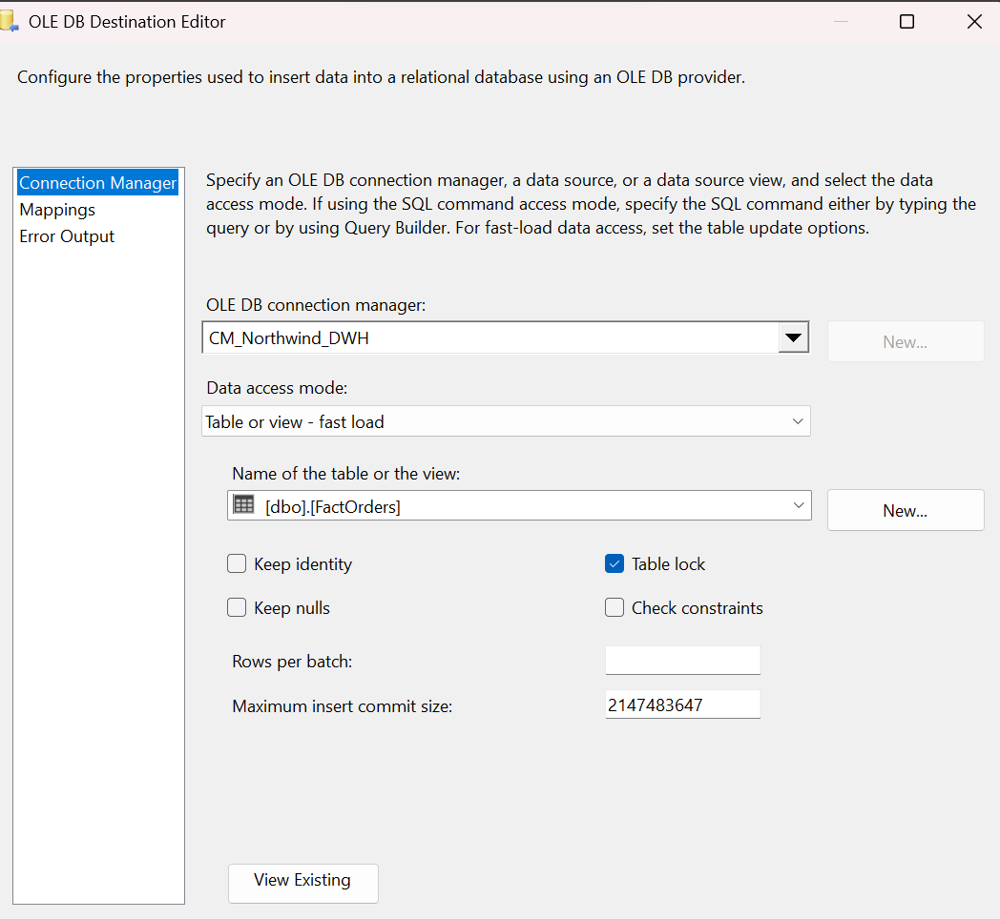 OLE DB Destination Editor
Configure the properties used to insert data into a relational database using an OLE DB provider.
Connection Manager
Mappings
Error Output
Specify an OLE DB connection manager, a data source, or a data source view, and select the data
access mode. If using the SQL command access mode, specify the SQL command either by typing the
query or by using Query Builder. For fast-load data access, set the table update options.
OLE DB connection manager:
CM_Northwind_DWH
New...
Data access mode:
Table or view - fast load
Name of the table or the view:
[dbo].[FactOrders]
New...
Keep identity
Table lock
Keep nulls
Check constraints
Rows per batch:
Maximum insert commit size:
2147483647
View Existing